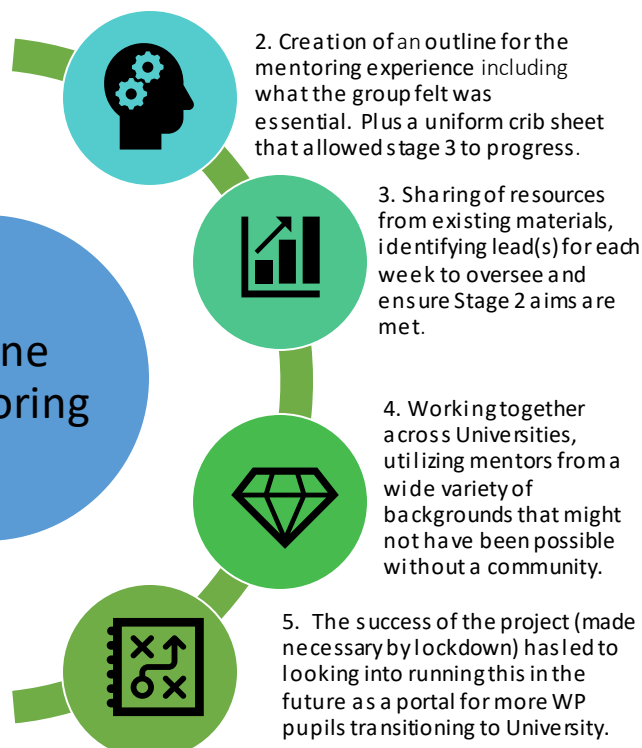 2. Creation of an outline for the
mentoring experience including
what the group felt was
essential. Plus a uniform crib sheet
that allowed stage 3 to progress.
3. Sharing of resources
from existing materials,
identifying lead(s) for each
week to oversee and
ensure Stage 2 aims are
met.
ne
oring
4. Working together
across Universities,
utilizing mentors from a
wide variety of
backgrounds that might
not have been possible
without a community.
5. The success of the project (made
necessary by lockdown) has led to
looking into running this in the
future as a portal for more WP
pupils transitioning to University.